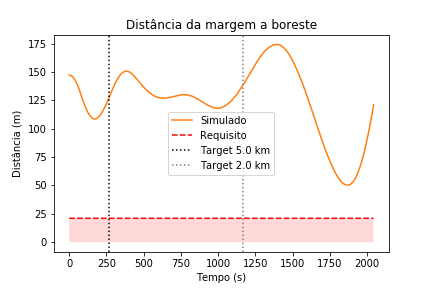 Distância da margem a boreste
Distância (m)
175
150
125
100
75
50
25
0
Simulado
Requisito
Target 5.0 km
Target 2.0 km
0 250 500 750 1000 1250 1500 1750 2000
Tempo (s)